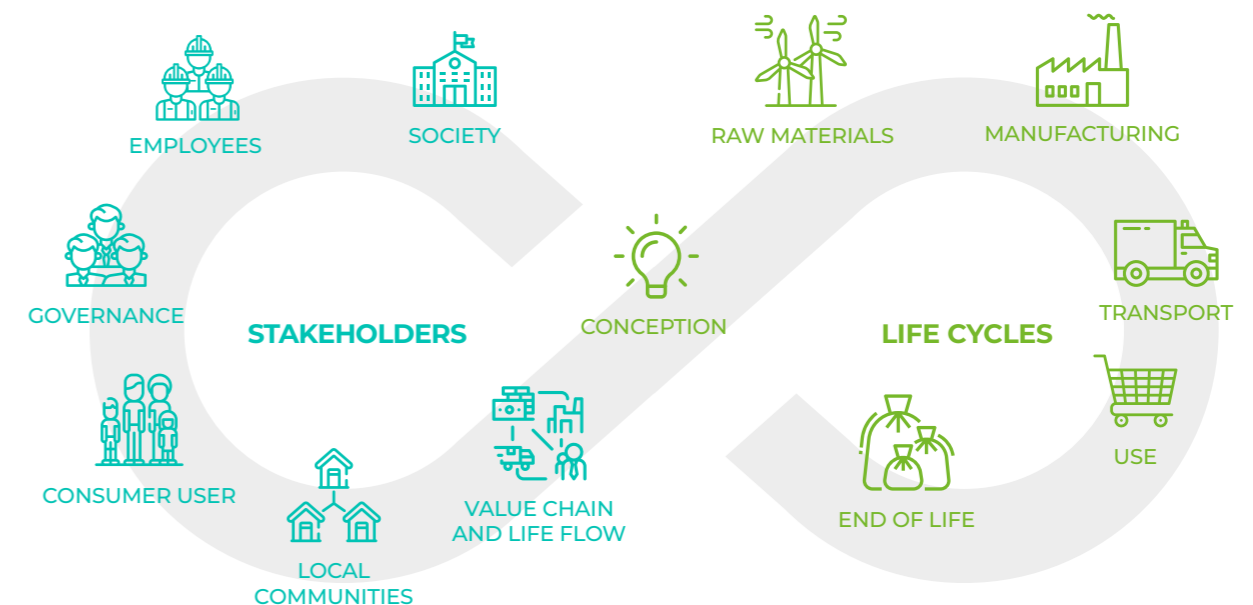 EMPLOYEES
SOCIETY
RAW MATERIALS
MANUFACTURING
GOVERNANCE
STAKEHOLDERS
CONCEPTION
LIFE CYCLES
TRANSPORT
CONSUMER USER
LOCAL
COMMUNITIES
VALUE CHAIN
AND LIFE FLOW
END OF LIFE
USE